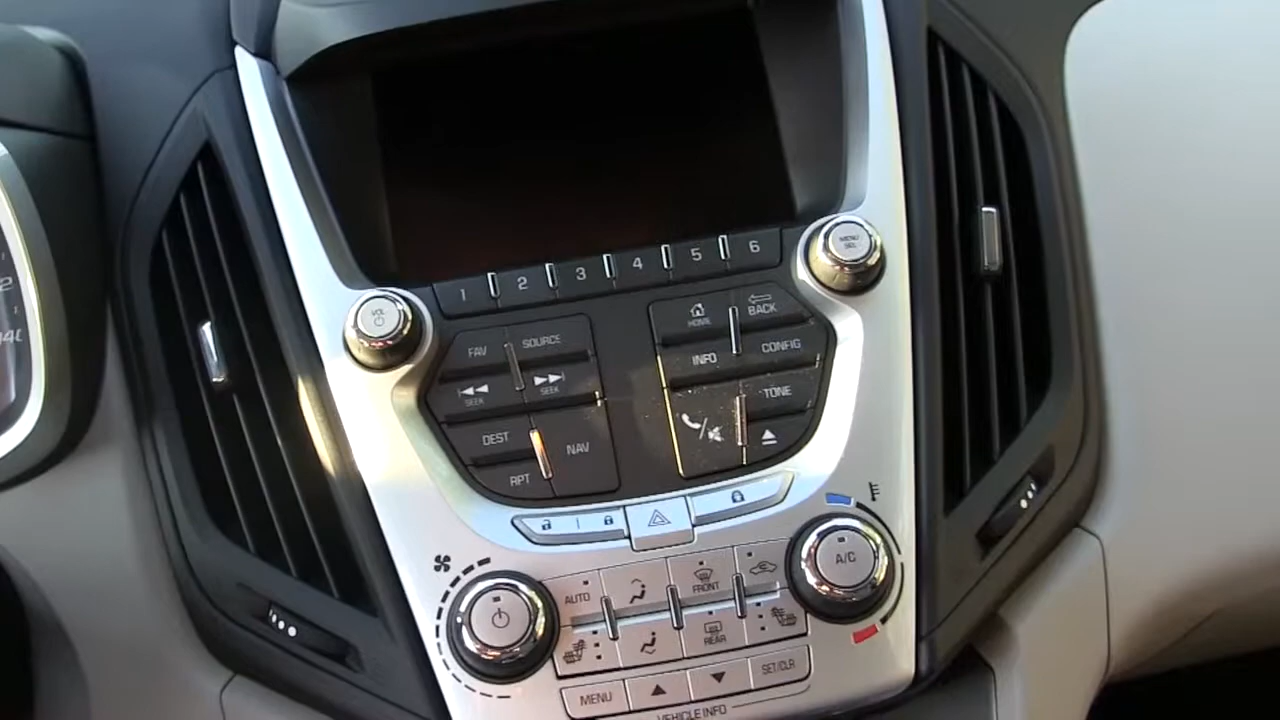 1 2 3 4 5 6
MENU
SEL
VOL
HOME
BACK
FAV
SOURCE
INFO
CONFIG
SEEK
SEEK
TONE
DEST
NAV
RPT
A/C
AUTO
FRONT
REAR
MENU
SET/CLR
VEHICLE INFO